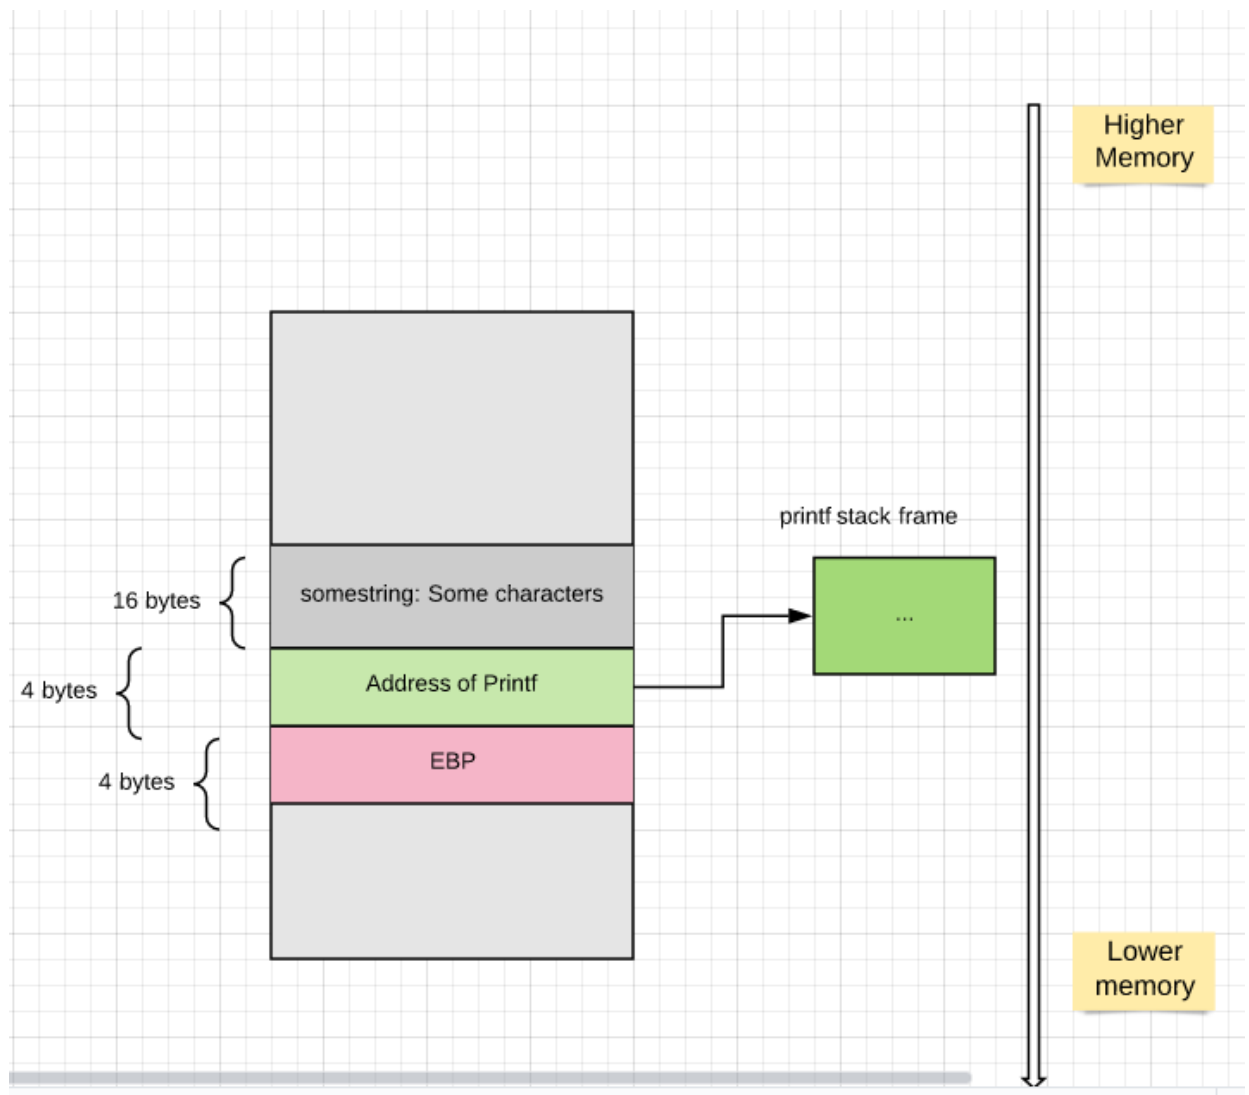 Higher
Memory
printf stack frame
16 bytes
somestring: Some characters
...
4 bytes
Address of Printf
4 bytes
EBP
Lower
memory